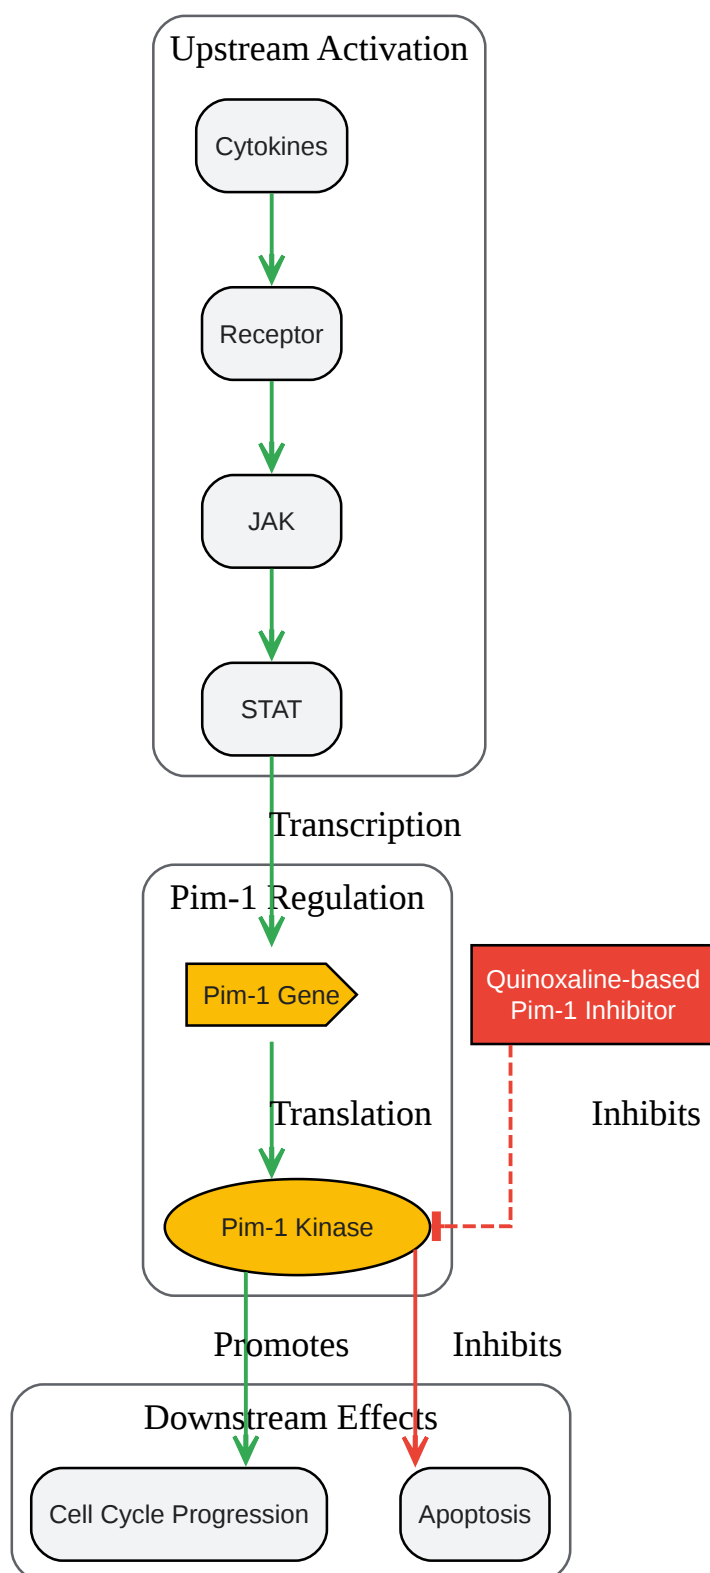 Upstream Activation
Cytokines
Receptor
JAK
STAT
Transcription
Pim-1 Regulation
Pim-1 Gene
Quinoxaline-based
Pim-1 Inhibitor
Translation
Inhibits
Pim-1 Kinase
Promotes
Inhibits
Downstream Effects
Cell Cycle Progression
Apoptosis